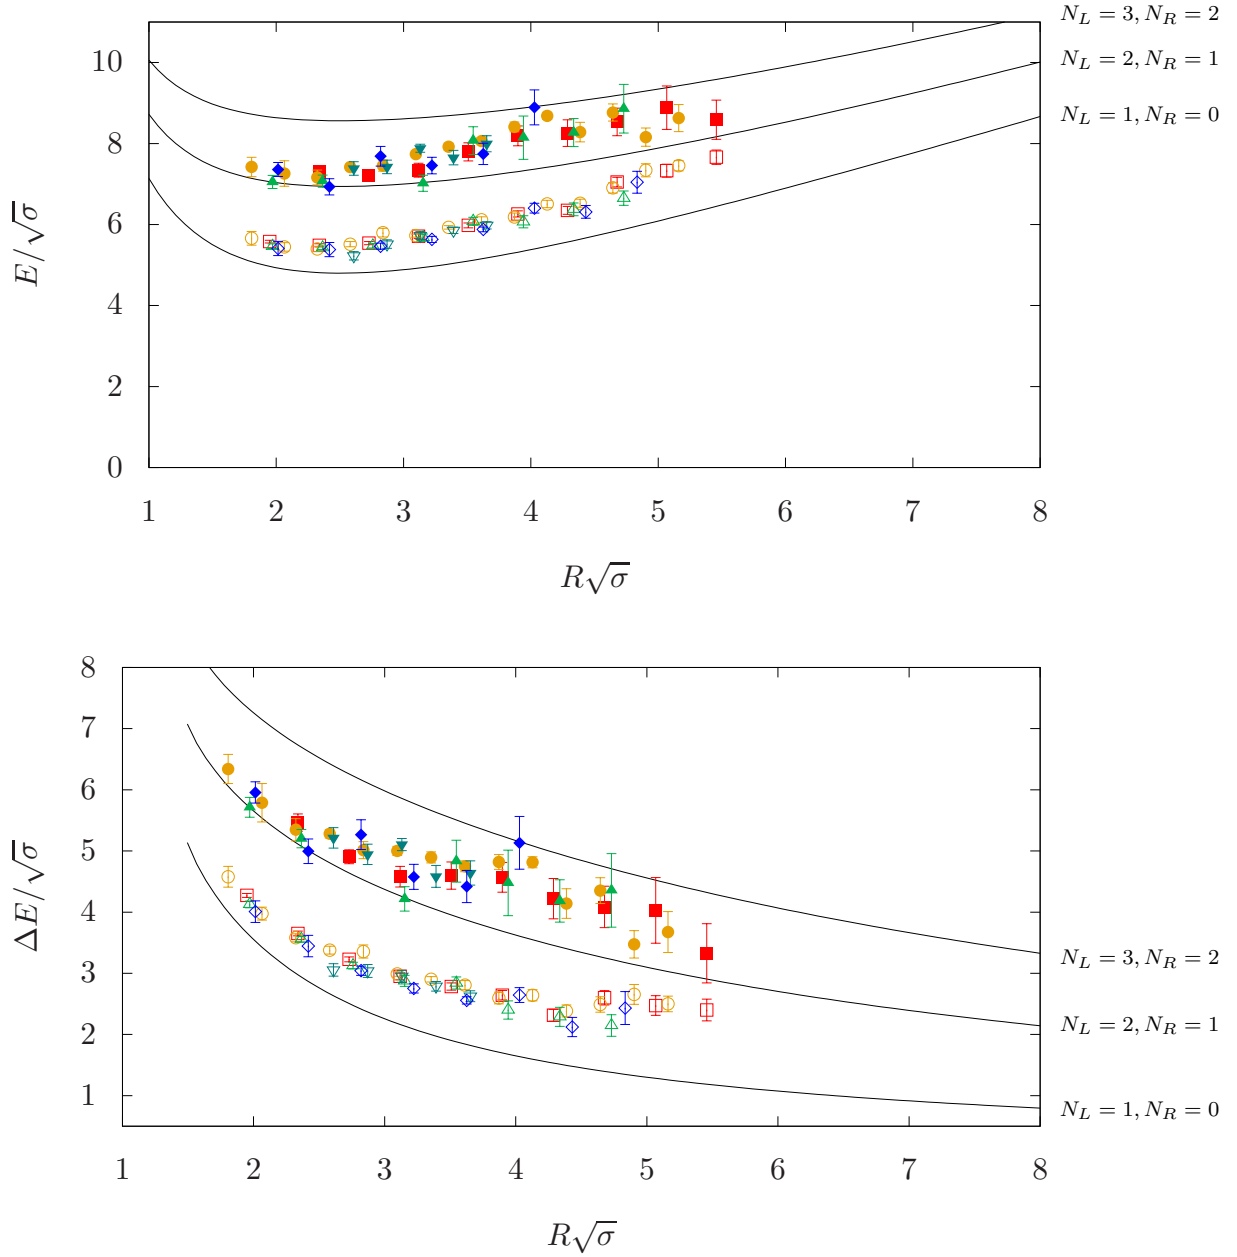 N_L = 3, N_R = 2
N_L = 2, N_R = 1
N_L = 1, N_R = 0
10
8
6
4
2
0
E/√σ
1 2 3 4 5 6 7 8
R√σ
8
7
6
5
4
3
2
1
ΔE/√σ
N_L = 3, N_R = 2
N_L = 2, N_R = 1
N_L = 1, N_R = 0
1 2 3 4 5 6 7 8
R√σ